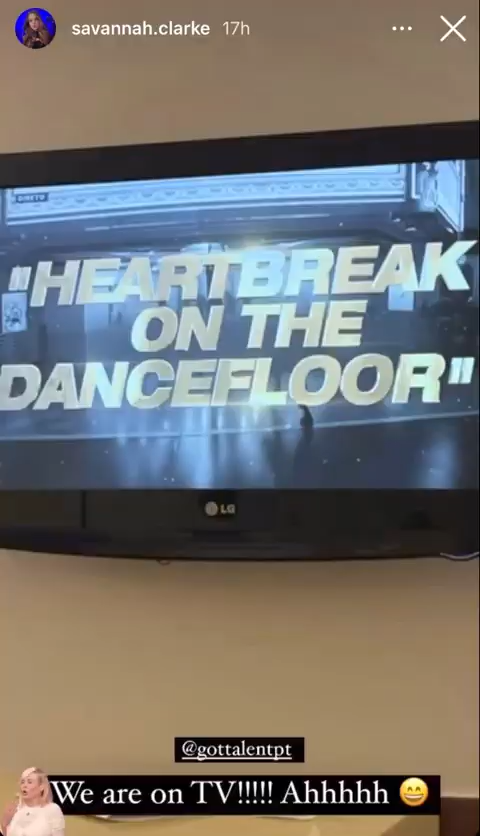 savannah.clarke 17h
DIRETO
"HEARTBREAK
ON THE
DANCEFLOOR"
LG
@gottalentpt
We are on TV!!!!! Ahhhhh 😄